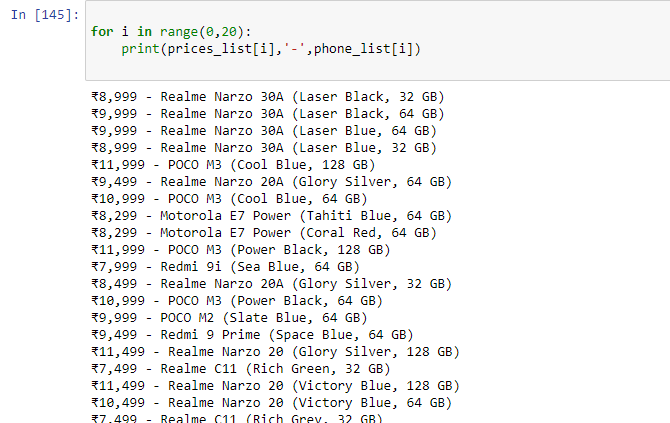 In [145]:
for i in range(0,20):
    print(prices_list[i],'-',phone_list[i])
₹8,999 - Realme Narzo 30A (Laser Black, 32 GB)
₹9,999 - Realme Narzo 30A (Laser Black, 64 GB)
₹9,999 - Realme Narzo 30A (Laser Blue, 64 GB)
₹8,999 - Realme Narzo 30A (Laser Blue, 32 GB)
₹11,999 - POCO M3 (Cool Blue, 128 GB)
₹9,499 - Realme Narzo 20A (Glory Silver, 64 GB)
₹10,999 - POCO M3 (Cool Blue, 64 GB)
₹8,299 - Motorola E7 Power (Tahiti Blue, 64 GB)
₹8,299 - Motorola E7 Power (Coral Red, 64 GB)
₹11,999 - POCO M3 (Power Black, 128 GB)
₹7,999 - Redmi 9i (Sea Blue, 64 GB)
₹8,499 - Realme Narzo 20A (Glory Silver, 32 GB)
₹10,999 - POCO M3 (Power Black, 64 GB)
₹9,999 - POCO M2 (Slate Blue, 64 GB)
₹9,499 - Redmi 9 Prime (Space Blue, 64 GB)
₹11,499 - Realme Narzo 20 (Glory Silver, 128 GB)
₹7,499 - Realme C11 (Rich Green, 32 GB)
₹11,499 - Realme Narzo 20 (Victory Blue, 128 GB)
₹10,499 - Realme Narzo 20 (Victory Blue, 64 GB)
₹7,499 - Realme C11 (Rich Grey, 32 GB)